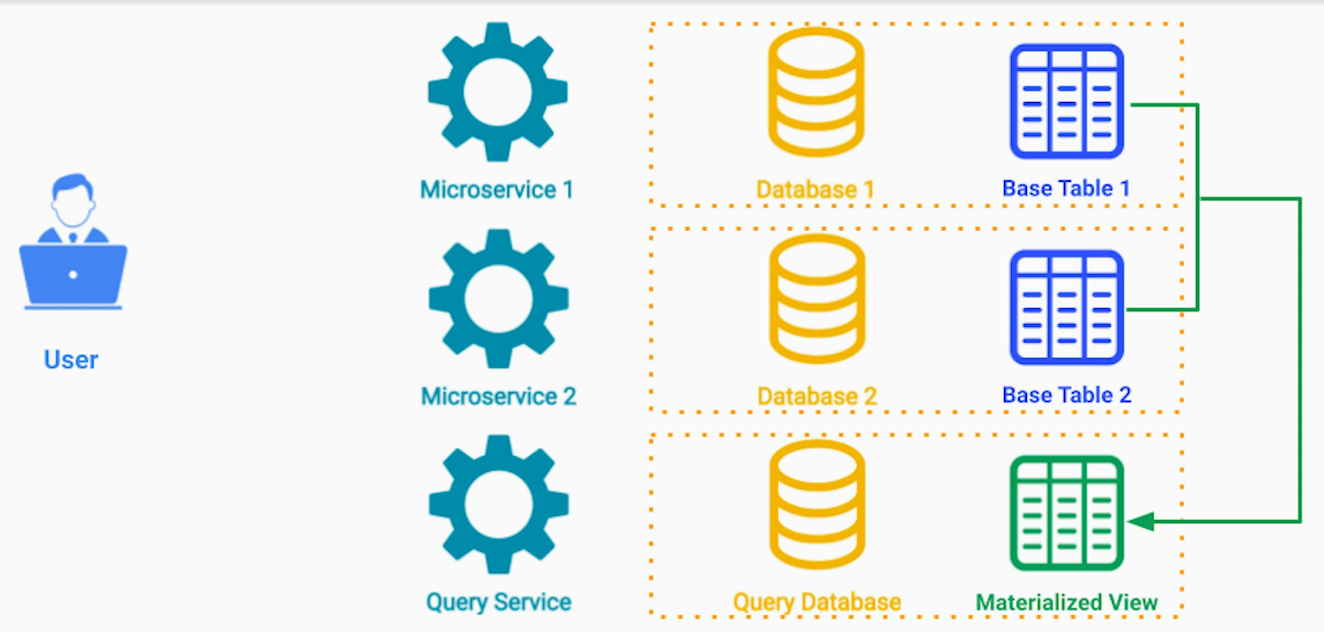 Microservice 1
Database 1
Base Table 1
User
Microservice 2
Database 2
Base Table 2
Query Service
Query Database
Materialized View